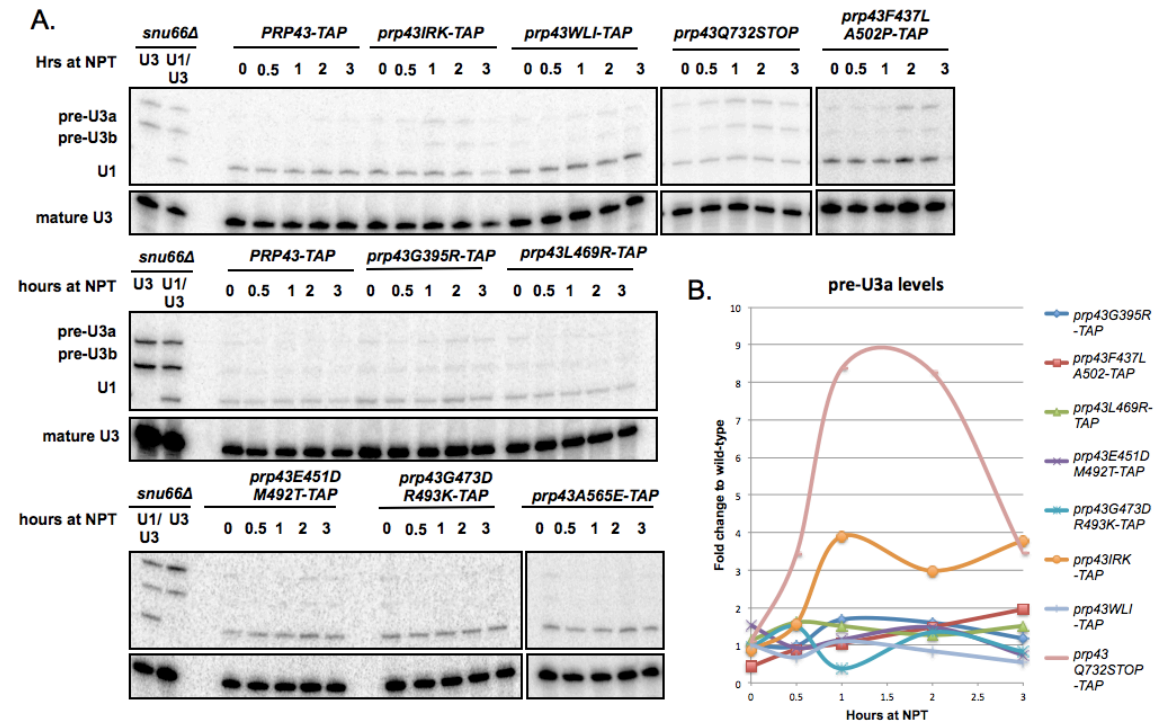 A.
snu66Δ PRP43-TAP prp43IRK-TAP prp43WLI-TAP prp43Q732STOP prp43F437L
A502P-TAP
Hrs at NPT U3 U1/
U3 0 0.5 1 2 3 0 0.5 1 2 3 0 0.5 1 2 3 0 0.5 1 2 3 0 0.5 1 2 3
pre-U3a
pre-U3b
U1
mature U3
snu66Δ PRP43-TAP prp43G395R-TAP prp43L469R-TAP
hours at NPT U3 U1/
U3 0 0.5 1 2 3 0 0.5 1 2 3 0 0.5 1 2 3
pre-U3a
pre-U3b
U1
mature U3
snu66Δ prp43E451D
M492T-TAP prp43G473D
R493K-TAP prp43A565E-TAP
hours at NPT U1/
U3 U3 0 0.5 1 2 3 0 0.5 1 2 3 0 0.5 1 2 3
B.
pre-U3a levels
Fold change to wild-type
10
9
8
7
6
5
4
3
2
1
0
0 0.5 1 1.5 2 2.5 3
Hours at NPT
prp43G395R
-TAP
prp43F437L
A502-TAP
prp43L469R-
TAP
prp43E451D
M492T-TAP
prp43G473D
R493K-TAP
prp43IRK
-TAP
prp43WLI
-TAP
prp43
Q732STOP
-TAP